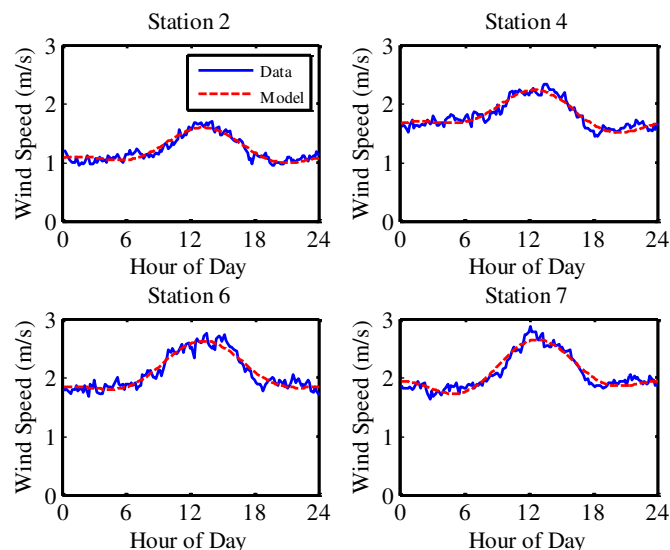 Station 2
Wind Speed (m/s)
3
2
1
0
Data
Model
0 6 12 18 24
Hour of Day
Station 4
Wind Speed (m/s)
3
2
1
0
0 6 12 18 24
Hour of Day
Station 6
Wind Speed (m/s)
3
2
1
0
0 6 12 18 24
Hour of Day
Station 7
Wind Speed (m/s)
3
2
1
0
0 6 12 18 24
Hour of Day